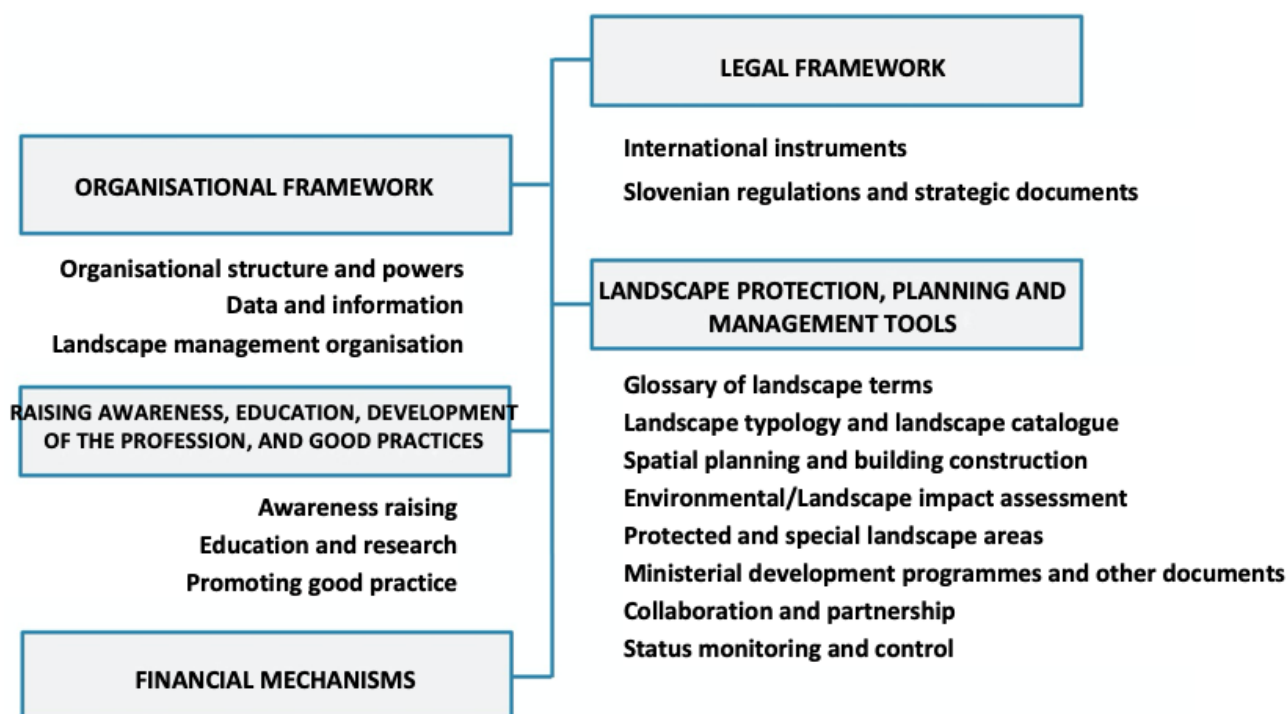 LEGAL FRAMEWORK
International instruments
Slovenian regulations and strategic documents
ORGANISATIONAL FRAMEWORK
Organisational structure and powers
Data and information
Landscape management organisation
LANDSCAPE PROTECTION, PLANNING AND
MANAGEMENT TOOLS
Glossary of landscape terms
Landscape typology and landscape catalogue
Spatial planning and building construction
Environmental/Landscape impact assessment
Protected and special landscape areas
Ministerial development programmes and other documents
Collaboration and partnership
Status monitoring and control
RAISING AWARENESS, EDUCATION, DEVELOPMENT
OF THE PROFESSION, AND GOOD PRACTICES
Awareness raising
Education and research
Promoting good practice
FINANCIAL MECHANISMS